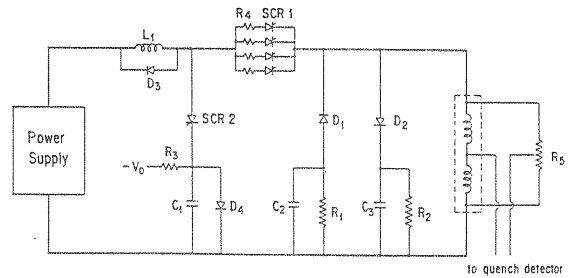 R4 SCR 1
L1
D3
SCR 2
D1
D2
Power
Supply
R3
-V0
R5
C1
D4
C2
R1
C3
R2
to quench detector